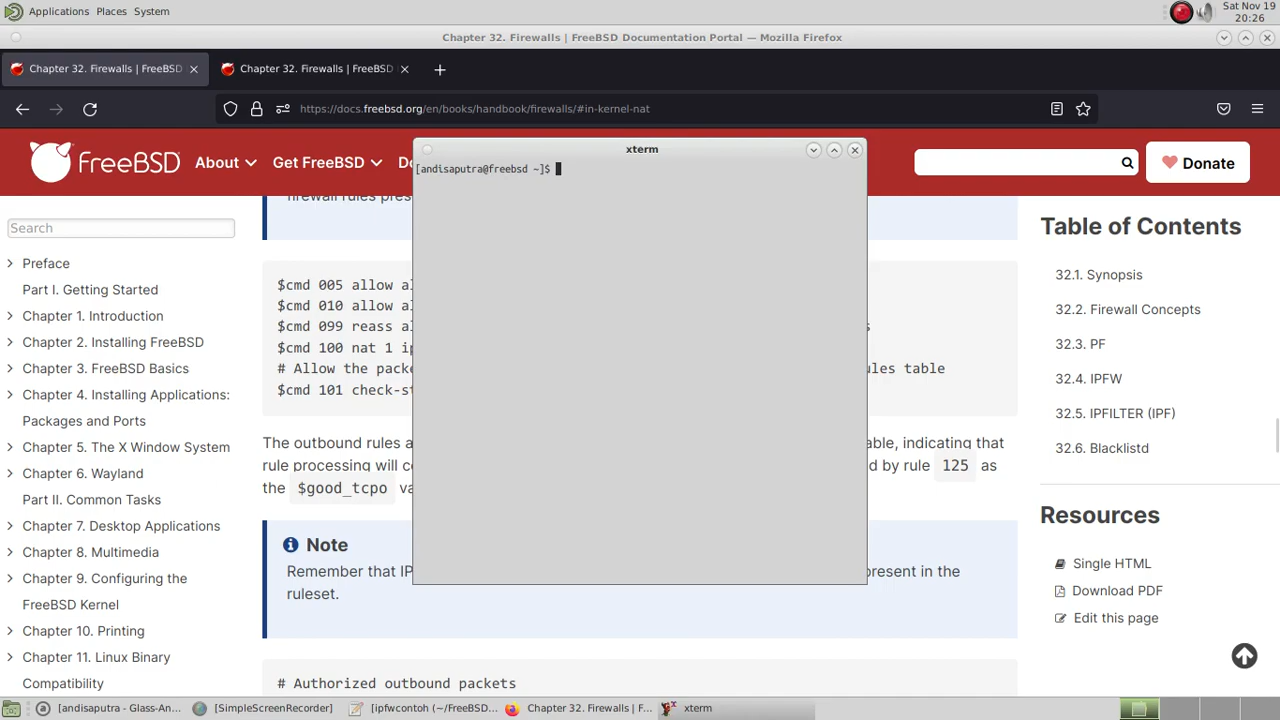 Applications Places System
Sat Nov 19
20:26
Chapter 32. Firewalls | FreeBSD Documentation Portal — Mozilla Firefox
Chapter 32. Firewalls | FreeBSD
Chapter 32. Firewalls | FreeBSD
https://docs.freebsd.org/en/books/handbook/firewalls/#in-kernel-nat
FreeBSD
About
Get FreeBSD
Donate
xterm
[andisaputra@freebsd ~]$
Search
Preface
Part I. Getting Started
Chapter 1. Introduction
Chapter 2. Installing FreeBSD
Chapter 3. FreeBSD Basics
Chapter 4. Installing Applications:
Packages and Ports
Chapter 5. The X Window System
Chapter 6. Wayland
Part II. Common Tasks
Chapter 7. Desktop Applications
Chapter 8. Multimedia
Chapter 9. Configuring the
FreeBSD Kernel
Chapter 10. Printing
Chapter 11. Linux Binary
Compatibility
firewall rules
$cmd 005 allow
$cmd 010 allow
$cmd 099 reass
$cmd 100 nat 1
# Allow the ules table
$cmd 101
The outbound rules able, indicating that
rule processing will d by rule 125 as
the $good_tcpo
Note
Remember that present in the
ruleset.
# Authorized outbound packets
Table of Contents
32.1. Synopsis
32.2. Firewall Concepts
32.3. PF
32.4. IPFW
32.5. IPFILTER (IPF)
32.6. Blacklistd
Resources
Single HTML
Download PDF
Edit this page
[andisaputra - Glass-An...
[SimpleScreenRecorder]
[ipfwcontoh (~/FreeBSD...
Chapter 32. Firewalls | F...
xterm